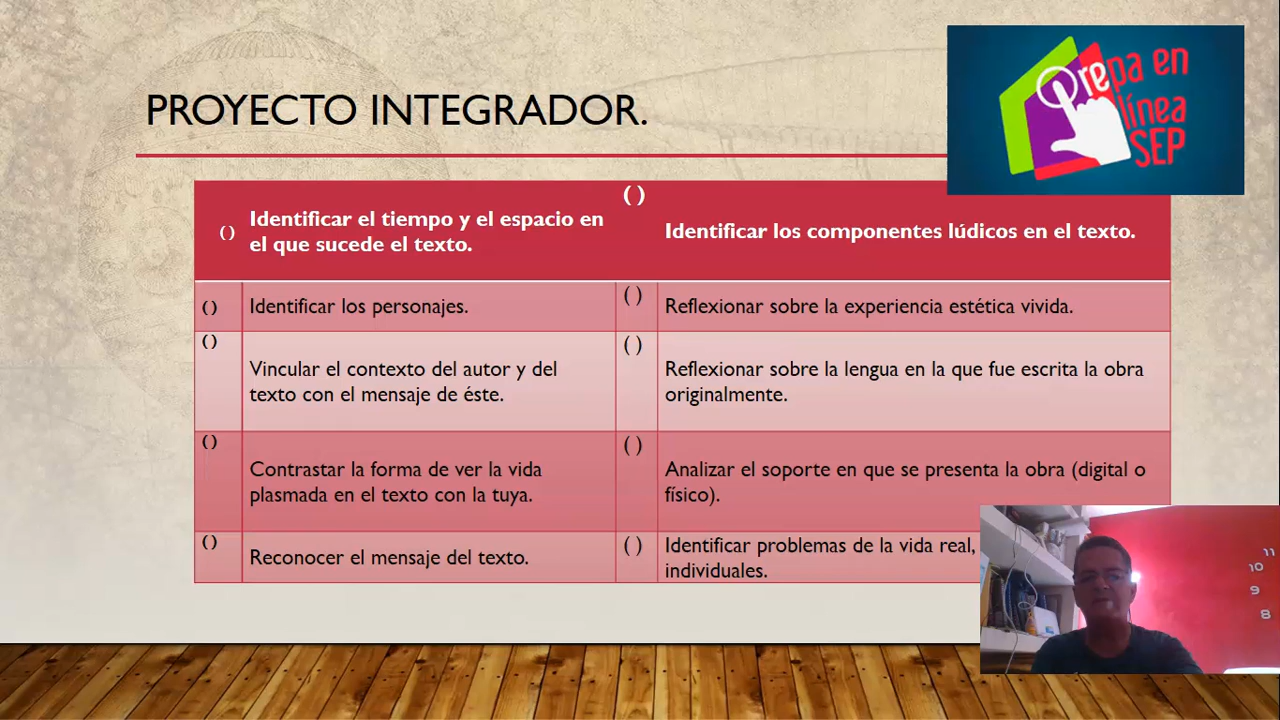 PROYECTO INTEGRADOR.
Prepa en
línea
SEP
( ) Identificar el tiempo y el espacio en
el que sucede el texto.
( ) Identificar los componentes lúdicos en el texto.
( ) Identificar los personajes.
( ) Reflexionar sobre la experiencia estética vivida.
( ) Vincular el contexto del autor y del
texto con el mensaje de éste.
( ) Reflexionar sobre la lengua en la que fue escrita la obra
originalmente.
( ) Contrastar la forma de ver la vida
plasmada en el texto con la tuya.
( ) Analizar el soporte en que se presenta la obra (digital o
físico).
( ) Reconocer el mensaje del texto.
( ) Identificar problemas de la vida real,
individuales.
11
10
9
8